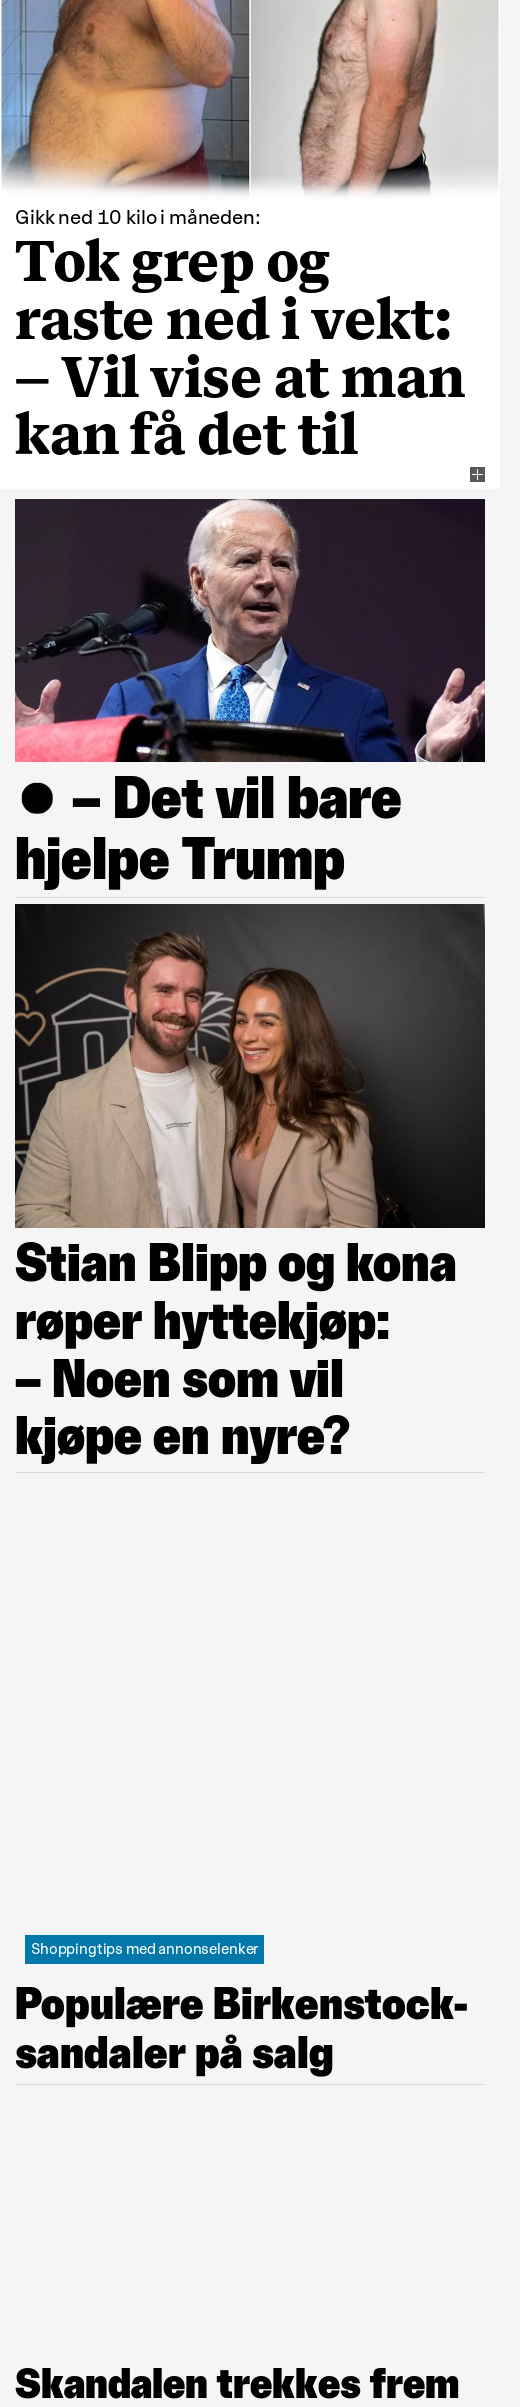 Gikk ned 10 kilo i måneden:
Tok grep og
raste ned i vekt:
– Vil vise at man
kan få det til
● – Det vil bare
hjelpe Trump
Stian Blipp og kona
røper hyttekjøp:
– Noen som vil
kjøpe en nyre?
Shoppingtips med annonselenker
Populære Birkenstock-
sandaler på salg
Skandalen trekkes frem